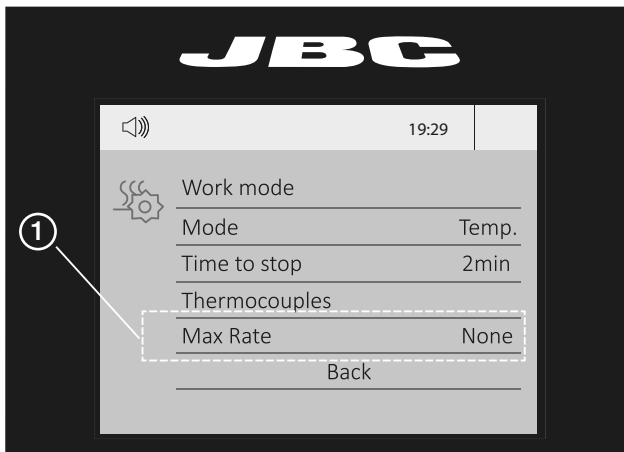 JBC
19:29
Work mode
Mode Temp.
Time to stop 2min
Thermocouples
1
Max Rate None
Back